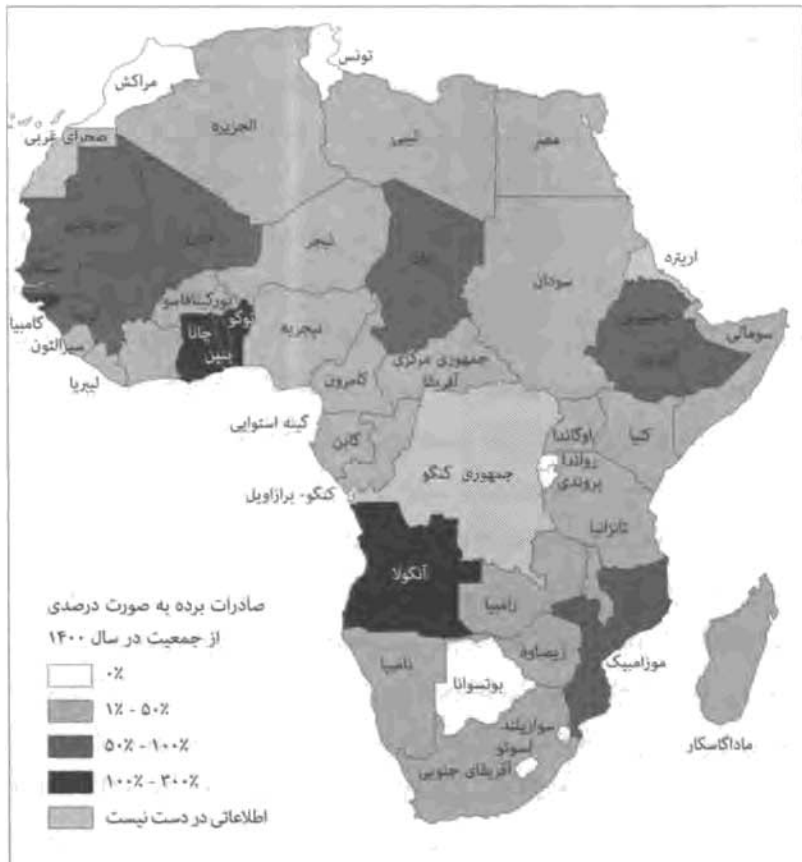 تونس
مراکش
الجزیره
لیبی
مصر
صحرای غربی
نیجر
سودان
اریتره
بورکینافاسو
توگو
غانا
بنین
نیجریه
گامبیا
سیرالئون
لیبریا
سومالی
جمهوری مرکزی
آفریقا
کامرون
گینه استوایی
گابن
اوگاندا
کنیا
رواندا
بروندی
جمهوری کنگو
کنگو- برازاویل
تانزانیا
آنگولا
زامبیا
موزامبیک
نامیبیا
بوتسوانا
سوازیلند
لسوتو
آفریقای جنوبی
ماداگاسکار
صادرات برده به صورت درصدی
از جمعیت در سال ۱۴۰۰
۰٪
۱٪ - ۵۰٪
۵۰٪ - ۱۰۰٪
۱۰۰٪ - ۳۰۰٪
اطلاعاتی در دست نیست